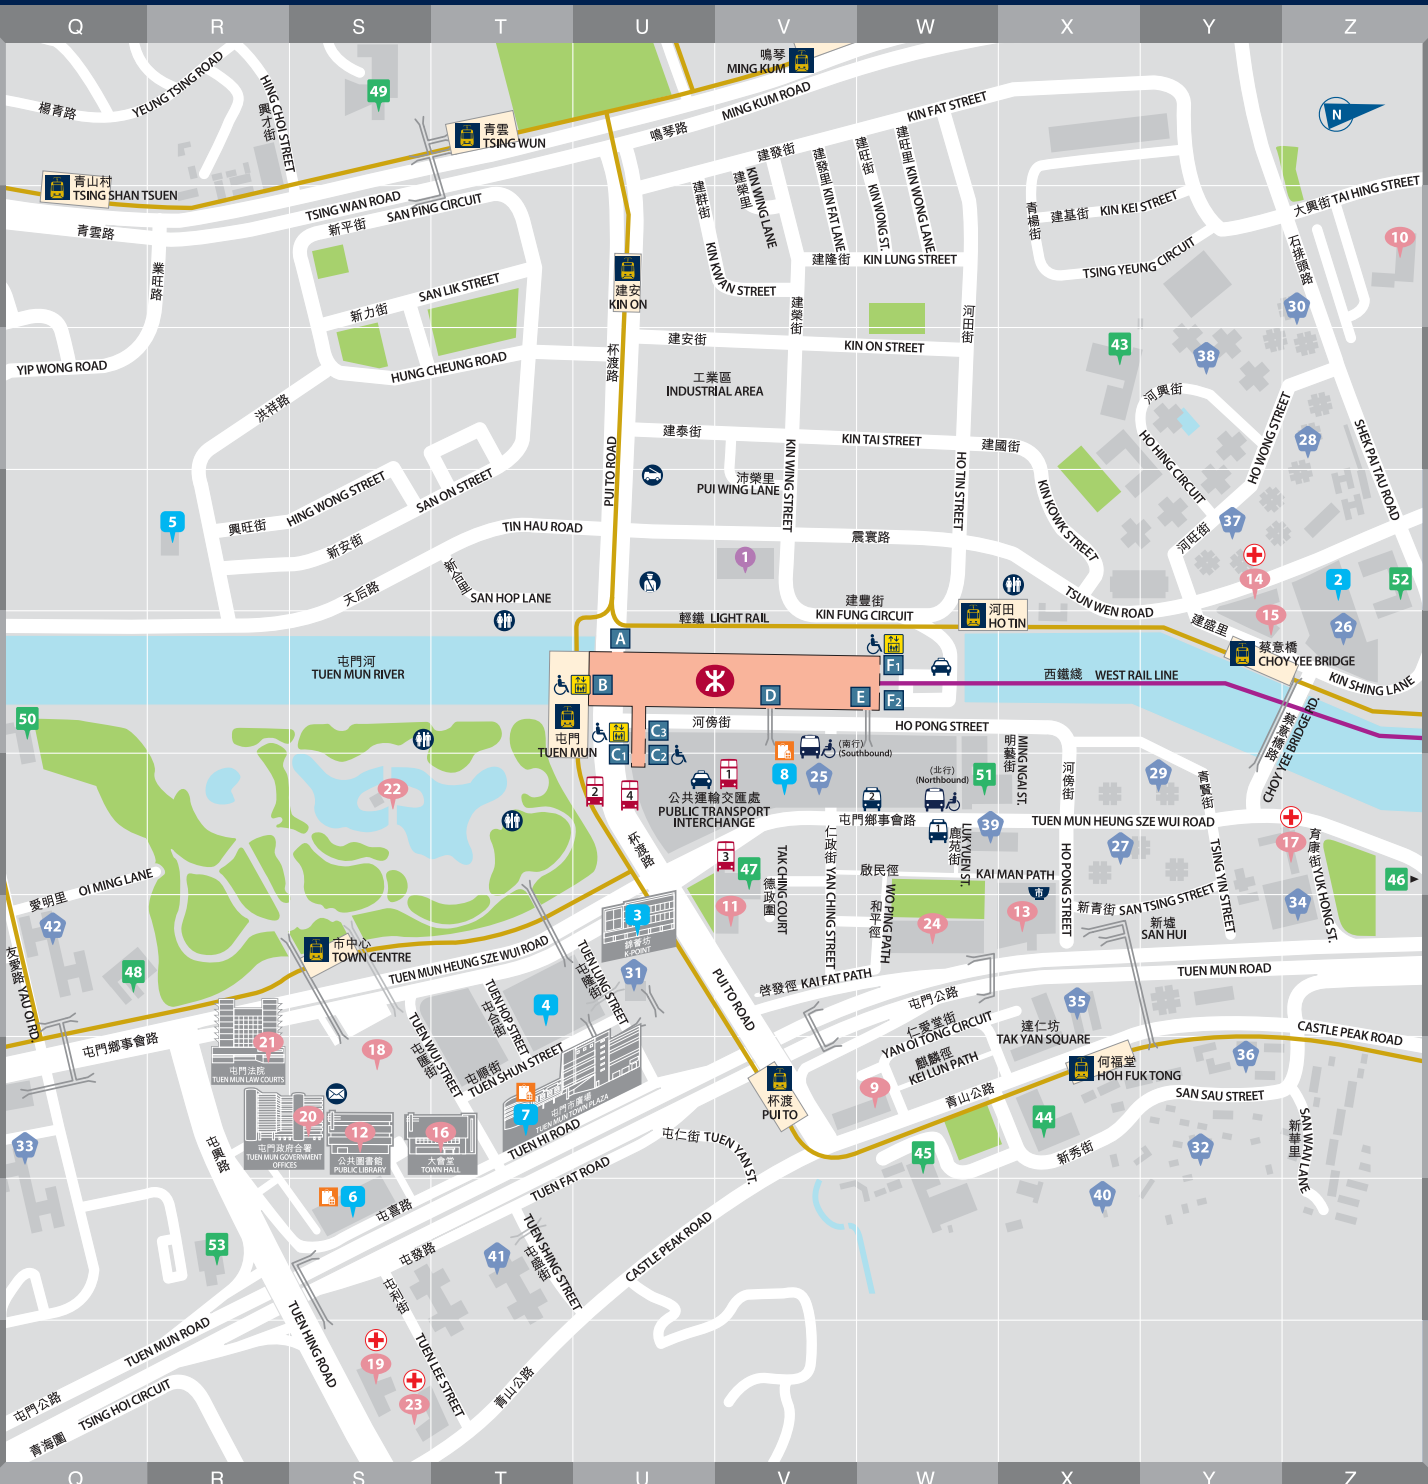 Q R S T U V W X Y Z
鳴琴
MING KUM
49
楊青路
YEUNG TSING ROAD
HING CHOI STREET
興才街
青雲
TSING WUN
鳴琴路
MING KUM ROAD
KIN FAT STREET
建發街
N
青山村
TSING SHAN TSUEN
TSING WAN ROAD
青雲路
SAN PING CIRCUIT
新平街
建群街
KIN KWAN STREET
建榮里
KIN WING LANE
建發里 KIN FAT LANE
建旺街
KIN WONG ST.
建旺里 KIN WONG LANE
青楊街
建基街 KIN KEI STREET
TSING YEUNG CIRCUIT
大興街 TAI HING STREET
石排頭路
10
業旺路
建安
KIN ON
建隆街 KIN LUNG STREET
SAN LIK STREET
新力街
建榮街
河田街
30
YIP WONG ROAD
HUNG CHEUNG ROAD
洪祥路
杯渡路
建安街
KIN ON STREET
43
38
工業區
INDUSTRIAL AREA
河興街
HO HING CIRCUIT
HO WONG STREET
28
SHEK PAI TAU ROAD
建泰街
KIN TAI STREET
建國街
PUI TO ROAD
沛榮里
PUI WING LANE
KIN WING STREET
HO TIN STREET
KIN KOWK STREET
5
興旺街
HING WONG STREET
SAN ON STREET
新安街
TIN HAU ROAD
天后路
震寰路
河旺街
37
1
新合里
SAN HOP LANE
14
2
52
TSUN WEN ROAD
建豐街
KIN FUNG CIRCUIT
輕鐵 LIGHT RAIL
河田
HO TIN
建盛里
15
26
蔡意橋
CHOY YEE BRIDGE
KIN SHING LANE
屯門河
TUEN MUN RIVER
A
B
F1
F2
D
E
西鐵綫 WEST RAIL LINE
50
屯門
TUEN MUN
C1
C2
C3
河傍街
HO PONG STREET
蔡意橋路
CHOY YEE BRIDGE RD.
(南行)
(Southbound)
(北行)
(Northbound)
8
25
51
明藝街
MING NGAI ST.
河傍街
29
青賢街
22
2
4
1
公共運輸交匯處
PUBLIC TRANSPORT
INTERCHANGE
2
1
屯門鄉事會路
TUEN MUN HEUNG SZE WUI ROAD
39
鹿苑街
LUK YUEN ST.
27
17
育康街 YUK HONG ST.
杯渡路
3
47
TAK CHING COURT
德政圍
仁政街 YAN CHING STREET
啟民徑
KAI MAN PATH
HO PONG STREET
TSING YIN STREET
46
OI MING LANE
愛明里
42
11
和平徑
WO PING PATH
24
市
13
新青街 SAN TSING STREET
新墟
SAN HUI
34
3
錦薈坊
K-POINT
友愛路 YAU OI RD.
48
市中心
TOWN CENTRE
TUEN MUN HEUNG SZE WUI ROAD
TUEN LUNG STREET
屯隆街
31
PUI TO ROAD
啓發徑 KAI FAT PATH
TUEN MUN ROAD
屯門公路
35
屯門鄉事會路
21
屯門法院
TUEN MUN LAW COURTS
18
TUEN WUI STREET
屯匯街
TUEN HOP STREET
屯合街
4
屯順街
TUEN SHUN STREET
屯門市廣場
TUEN MUN TOWN PLAZA
仁愛堂街
YAN OI TONG CIRCUIT
麒麟徑
KEI LUN PATH
達仁坊
TAK YAN SQUARE
CASTLE PEAK ROAD
何福堂
HOH FUK TONG
36
杯渡
PUI TO
9
青山公路
SAN SAU STREET
33
屯興路
20
屯門政府合署
TUEN MUN GOVERNMENT
OFFICES
12
公共圖書館
PUBLIC LIBRARY
16
大會堂
TOWN HALL
7
TUEN HI ROAD
屯仁街 TUEN YAN ST.
45
44
新秀街
32
新華里
SAN WAN LANE
40
6
屯喜路
TUEN FAT ROAD
53
屯發路
41
TUEN SHING STREET
屯盛街
CASTLE PEAK ROAD
屯利街
TUEN LEE STREET
TUEN HING ROAD
TUEN MUN ROAD
19
23
青山公路
屯門公路
TSING HOI CIRCUIT
青海圍
Q R S T U V W X Y Z